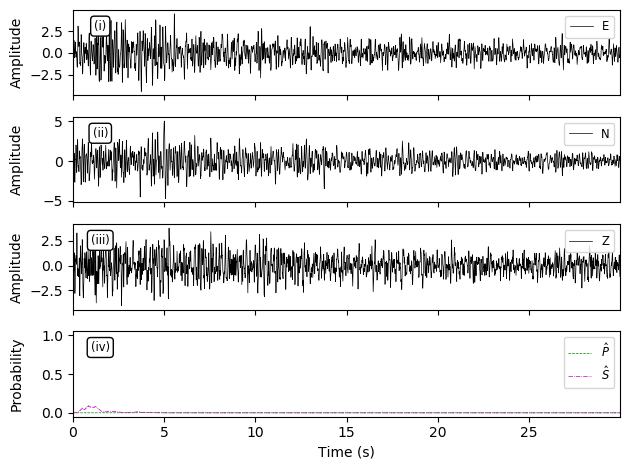 (i)
E
Amplitude
2.5
0.0
−2.5
(ii)
N
Amplitude
5
0
−5
(iii)
Z
Amplitude
2.5
0.0
−2.5
(iv)
P̂
Ŝ
Probability
1.0
0.5
0.0
0 5 10 15 20 25
Time (s)